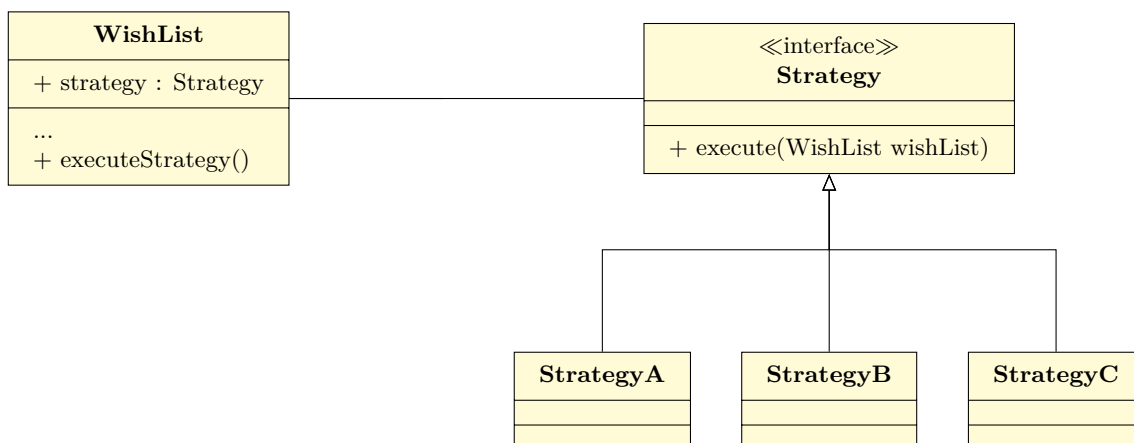 WishList
+ strategy : Strategy
...
+ executeStrategy()
≪interface≫
Strategy
+ execute(WishList wishList)
StrategyA
StrategyB
StrategyC